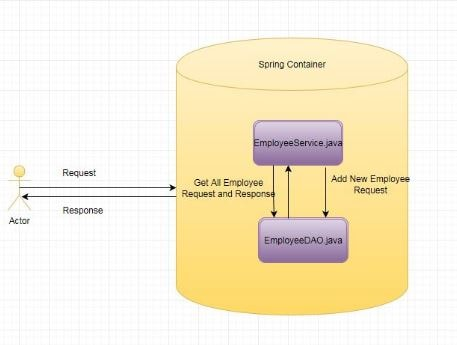 Spring Container
EmployeeService.java
Request
Get All Employee
Request and Response
Add New Employee
Request
Response
Actor
EmployeeDAO.java